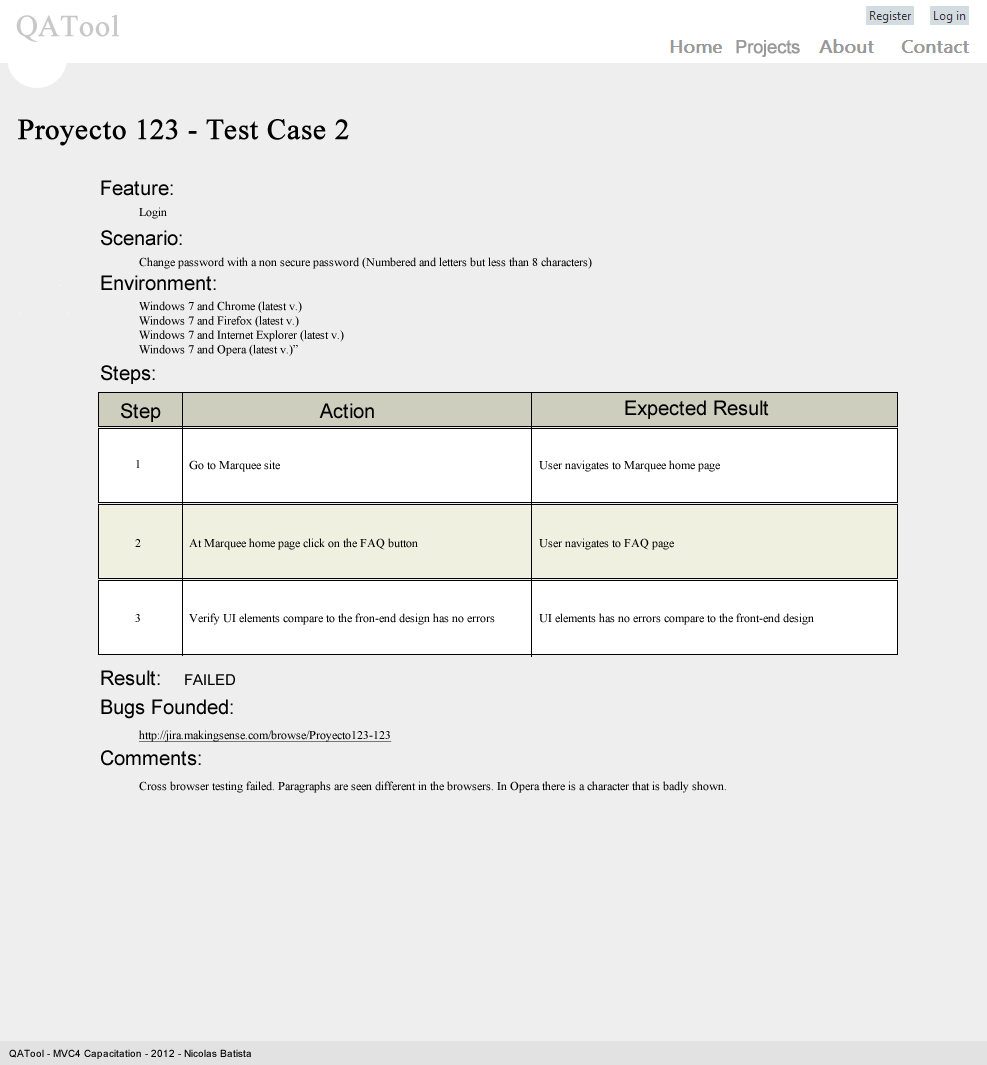 QATool
Register Log in
Home Projects About Contact
Proyecto 123 - Test Case 2
Feature:
Login
Scenario:
Change password with a non secure password (Numbered and letters but less than 8 characters)
Environment:
Windows 7 and Chrome (latest v.)
Windows 7 and Firefox (latest v.)
Windows 7 and Internet Explorer (latest v.)
Windows 7 and Opera (latest v.)”
Steps:
Step Action Expected Result
1 Go to Marquee site User navigates to Marquee home page
2 At Marquee home page click on the FAQ button User navigates to FAQ page
3 Verify UI elements compare to the fron-end design has no errors UI elements has no errors compare to the front-end design
Result: FAILED
Bugs Founded:
http://jira.makingsense.com/browse/Proyecto123-123
Comments:
Cross browser testing failed. Paragraphs are seen different in the browsers. In Opera there is a character that is badly shown.
QATool - MVC4 Capacitation - 2012 - Nicolas Batista